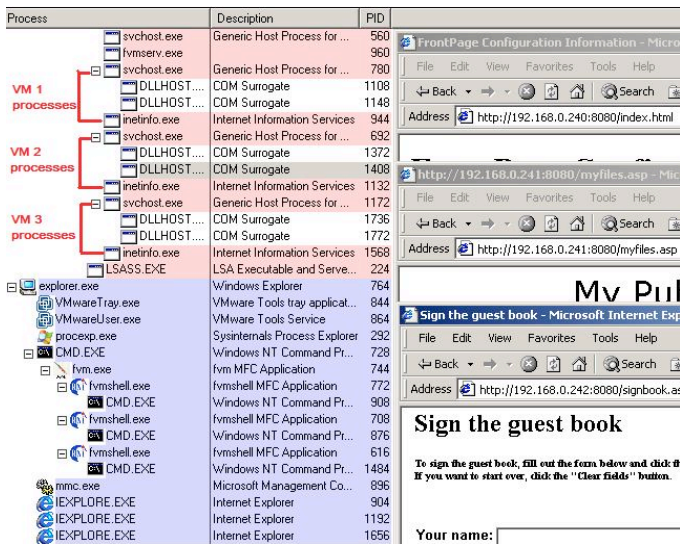 Process Description PID
svchost.exe Generic Host Process for ... 560
fvmserv.exe 960
svchost.exe Generic Host Process for ... 780
DLLHOST.... COM Surrogate 1108
DLLHOST.... COM Surrogate 1148
inetinfo.exe Internet Information Services 944
VM 1
processes
svchost.exe Generic Host Process for ... 692
DLLHOST.... COM Surrogate 1372
DLLHOST.... COM Surrogate 1408
inetinfo.exe Internet Information Services 1132
VM 2
processes
svchost.exe Generic Host Process for ... 1172
DLLHOST.... COM Surrogate 1736
DLLHOST.... COM Surrogate 1772
inetinfo.exe Internet Information Services 1568
VM 3
processes
LSASS.EXE LSA Executable and Serve... 224
explorer.exe Windows Explorer 764
VMwareTray.exe VMware Tools tray applicat... 844
VMwareUser.exe VMware Tools Service 864
procexp.exe Sysinternals Process Explorer 292
CMD.EXE Windows NT Command Pr... 728
fvm.exe fvm MFC Application 744
fvmshell.exe fvmshell MFC Application 772
CMD.EXE Windows NT Command Pr... 908
fvmshell.exe fvmshell MFC Application 708
CMD.EXE Windows NT Command Pr... 876
fvmshell.exe fvmshell MFC Application 616
CMD.EXE Windows NT Command Pr... 1484
mmc.exe Microsoft Management Co... 896
IEXPLORE.EXE Internet Explorer 904
IEXPLORE.EXE Internet Explorer 1192
IEXPLORE.EXE Internet Explorer 1656
FrontPage Configuration Information - Micro
File Edit View Favorites Tools Help
Back Search
Address http://192.168.0.240:8080/index.html
http://192.168.0.241:8080/myfiles.asp - Mic
File Edit View Favorites Tools Help
Back Search
Address http://192.168.0.241:8080/myfiles.asp
My Pu
Sign the guest book - Microsoft Internet Exp
File Edit View Favorites Tools Help
Back Search
Address http://192.168.0.242:8080/signbook.as
Sign the guest book
To sign the guest book, fill out the form below and click th
If you want to start over, click the "Clear fields" button.
Your name: